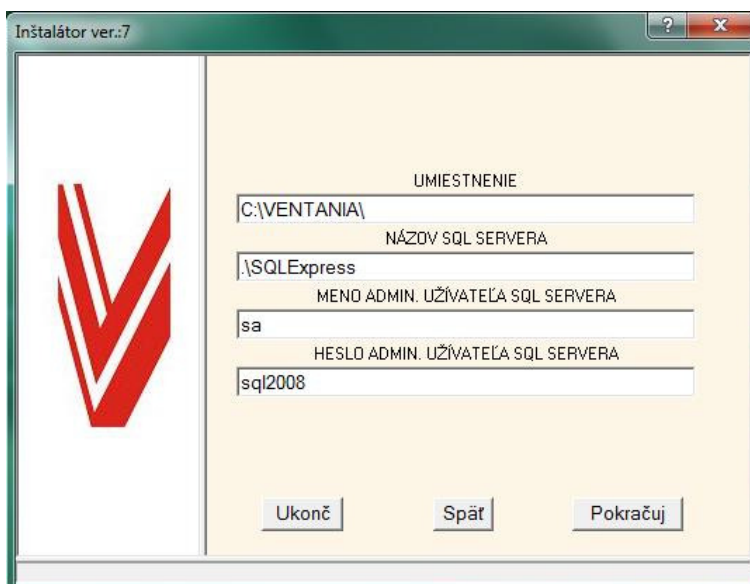 Inštalátor ver.:7
?
X
UMIESTNENIE
C:\VENTANIA\
NÁZOV SQL SERVERA
.\SQLExpress
MENO ADMIN. UŽÍVATEĽA SQL SERVERA
sa
HESLO ADMIN. UŽÍVATEĽA SQL SERVERA
sql2008
Ukonč Späť Pokračuj